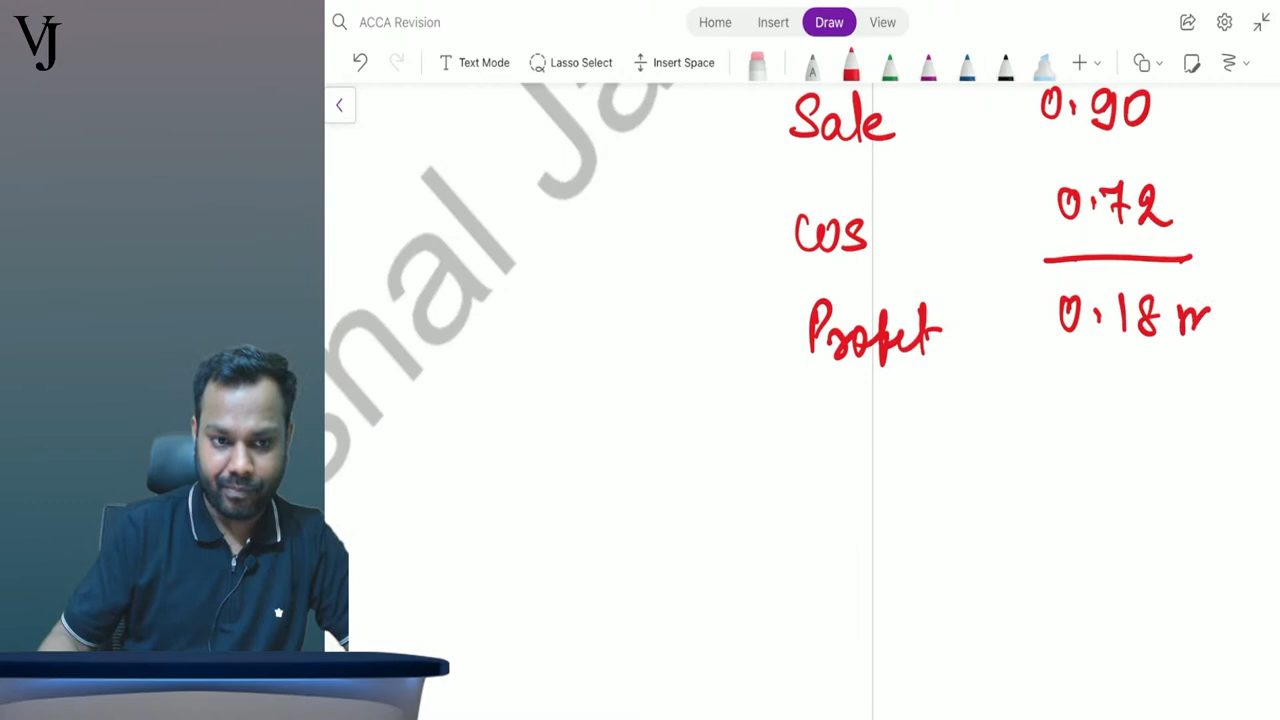 VJ
ACCA Revision
Home Insert Draw View
Text Mode Lasso Select Insert Space
A
Sale 0.90
COS 0.72
Profit 0.18 m